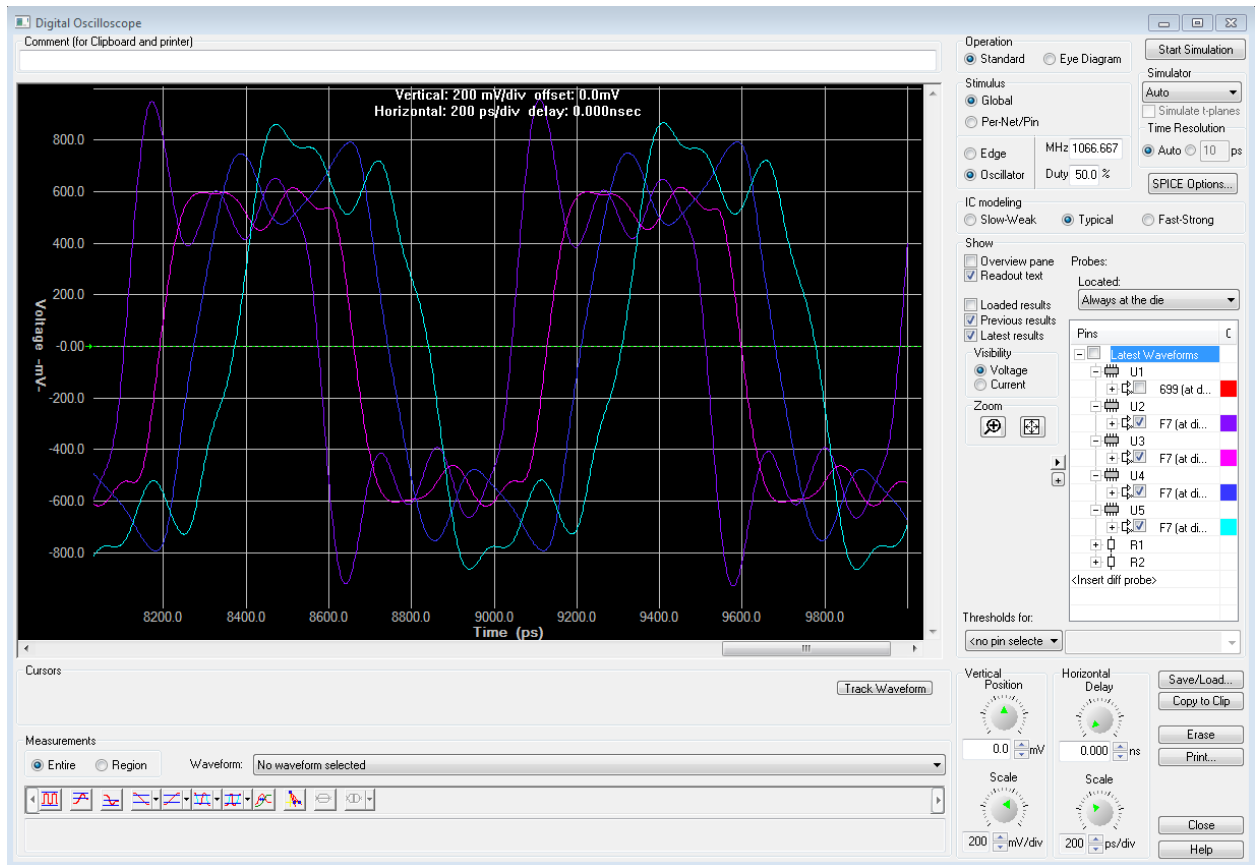 Digital Oscilloscope
Comment (for Clipboard and printer)
Vertical: 200 mV/div offset: 0.0mV
Horizontal: 200 ps/div delay: 0.000nsec
800.0
600.0
400.0
200.0
-0.00
-200.0
-400.0
-600.0
-800.0
Voltage -mV-
8200.0 8400.0 8600.0 8800.0 9000.0 9200.0 9400.0 9600.0 9800.0
Time (ps)
Cursors
Track Waveform
Measurements
Entire Region Waveform: No waveform selected
Operation
Standard Eye Diagram
Start Simulation
Stimulus
Global
Per-Net/Pin
Edge
Oscillator
MHz 1066.667
Duty 50.0 %
Simulator
Auto
Simulate t-planes
Time Resolution
Auto 10 ps
SPICE Options...
IC modeling
Slow-Weak Typical Fast-Strong
Show
Overview pane
Readout text
Loaded results
Previous results
Latest results
Visibility
Voltage
Current
Zoom
Probes:
Located:
Always at the die
Pins C
Latest Waveforms
U1
699 (at d...
U2
F7 (at di...
U3
F7 (at di...
U4
F7 (at di...
U5
F7 (at di...
R1
R2
<Insert diff probe>
Thresholds for:
<no pin selecte
Vertical
Position
0.0 mV
Scale
200 mV/div
Horizontal
Delay
0.000 ns
Scale
200 ps/div
Save/Load...
Copy to Clip
Erase
Print...
Close
Help